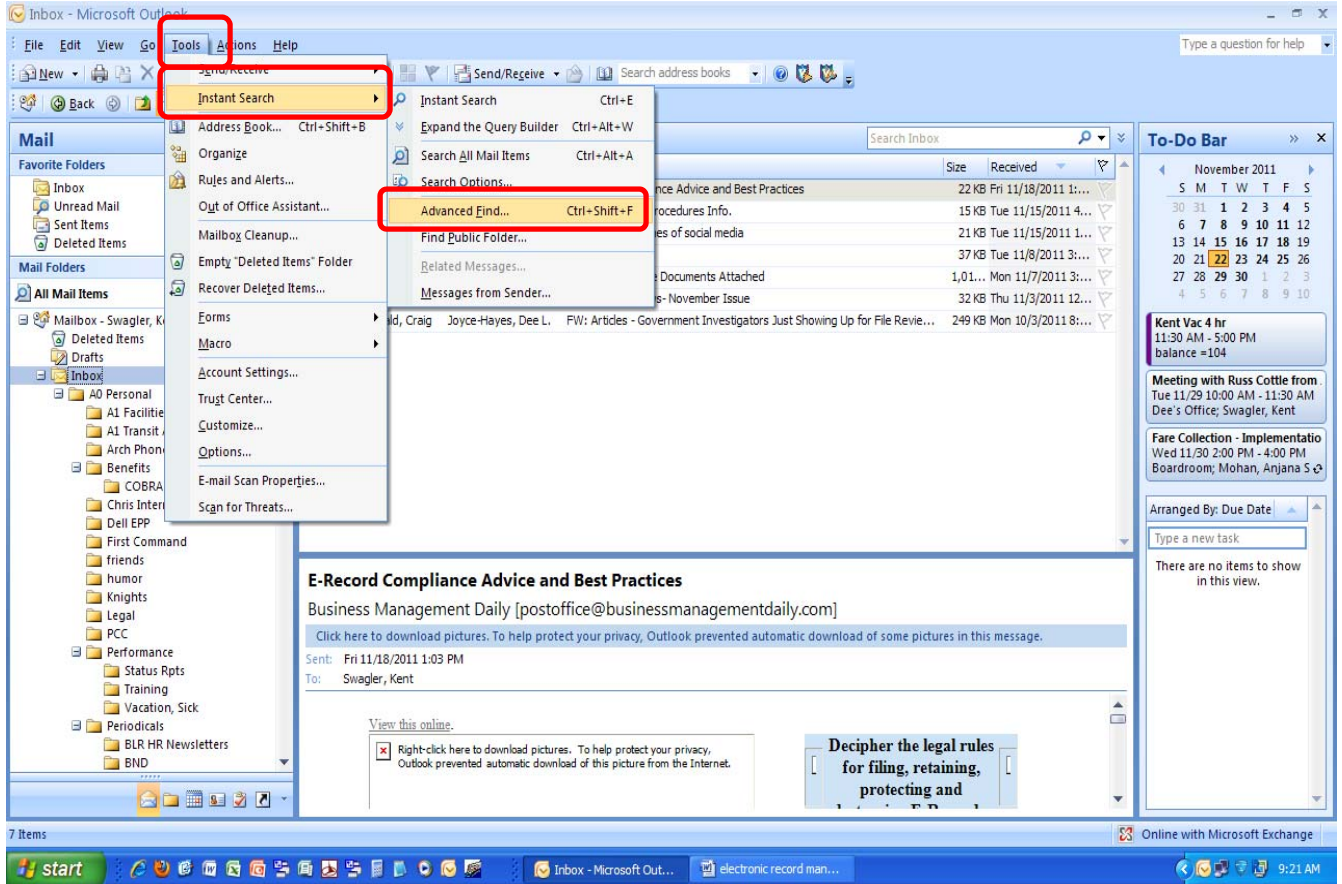 Inbox - Microsoft Outlook
File Edit View Go Tools Actions Help
Type a question for help
New
Send/Receive
Search address books
Back
Send/Receive
Instant Search
Address Book... Ctrl+Shift+B
Organize
Rules and Alerts...
Out of Office Assistant...
Mailbox Cleanup...
Empty "Deleted Items" Folder
Recover Deleted Items...
Forms
Macro
Account Settings...
Trust Center...
Customize...
Options...
E-mail Scan Properties...
Scan for Threats...
Instant Search Ctrl+E
Expand the Query Builder Ctrl+Alt+W
Search All Mail Items Ctrl+Alt+A
Search Options...
Advanced Find... Ctrl+Shift+F
Find Public Folder...
Related Messages...
Messages from Sender...
Mail
Favorite Folders
Inbox
Unread Mail
Sent Items
Deleted Items
Mail Folders
All Mail Items
Mailbox - Swagler, K
Deleted Items
Drafts
Inbox
A0 Personal
A1 Facilitie
A1 Transit
Arch Phon
Benefits
COBRA
Chris Inter
Dell EPP
First Command
friends
humor
Knights
Legal
PCC
Performance
Status Rpts
Training
Vacation, Sick
Periodicals
BLR HR Newsletters
BND
Search Inbox
Size Received
nce Advice and Best Practices 22 KB Fri 11/18/2011 1:...
rocedures Info. 15 KB Tue 11/15/2011 4...
es of social media 21 KB Tue 11/15/2011 1...
37 KB Tue 11/8/2011 3:...
Documents Attached 1,01... Mon 11/7/2011 3:...
s- November Issue 32 KB Thu 11/3/2011 12...
ald, Craig Joyce-Hayes, Dee L. FW: Articles - Government Investigators Just Showing Up for File Revie... 249 KB Mon 10/3/2011 8:...
E-Record Compliance Advice and Best Practices
Business Management Daily [postoffice@businessmanagementdaily.com]
Click here to download pictures. To help protect your privacy, Outlook prevented automatic download of some pictures in this message.
Sent: Fri 11/18/2011 1:03 PM
To: Swagler, Kent
View this online.
Right-click here to download pictures. To help protect your privacy,
Outlook prevented automatic download of this picture from the Internet.
Decipher the legal rules
for filing, retaining,
protecting and
To-Do Bar
November 2011
S M T W T F S
30 31 1 2 3 4 5
6 7 8 9 10 11 12
13 14 15 16 17 18 19
20 21 22 23 24 25 26
27 28 29 30 1 2 3
4 5 6 7 8 9 10
Kent Vac 4 hr
11:30 AM - 5:00 PM
balance =104
Meeting with Russ Cottle from
Tue 11/29 10:00 AM - 11:30 AM
Dee's Office; Swagler, Kent
Fare Collection - Implementatio
Wed 11/30 2:00 PM - 4:00 PM
Boardroom; Mohan, Anjana S
Arranged By: Due Date
Type a new task
There are no items to show
in this view.
7 Items
Online with Microsoft Exchange
start
Inbox - Microsoft Out...
electronic record man...
9:21 AM